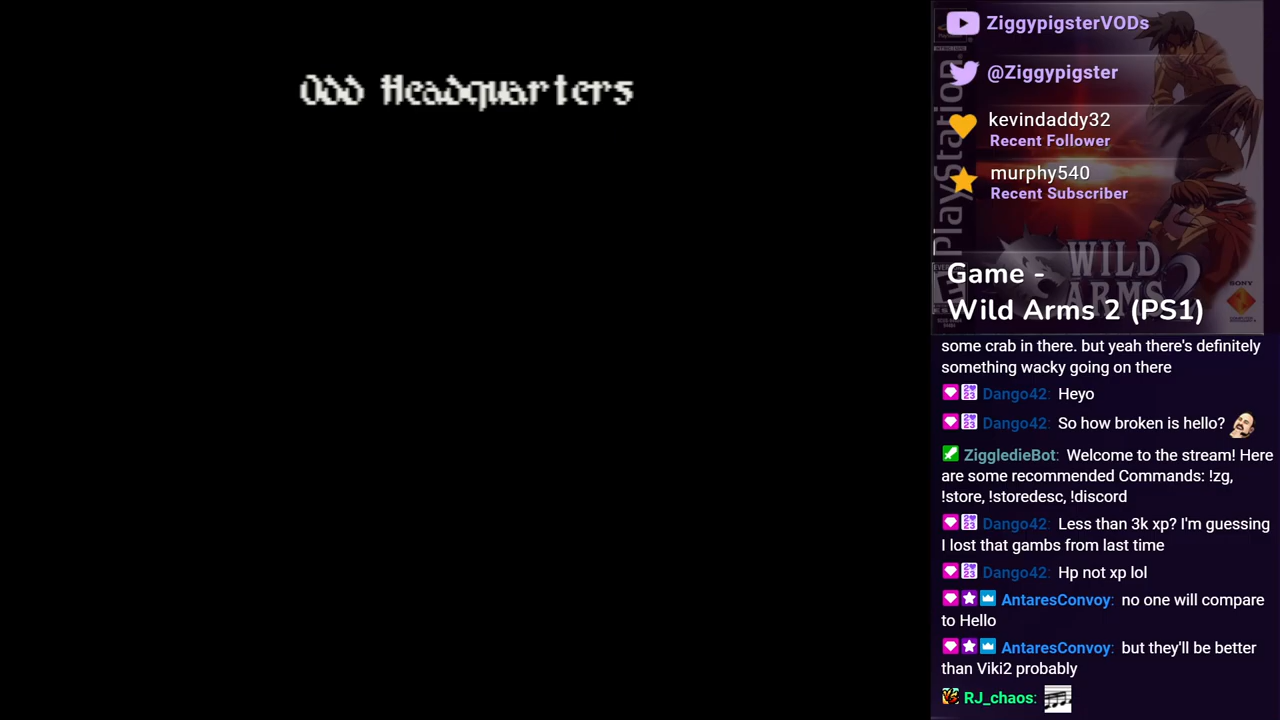 Odd Headquarters
ZiggypigsterVODs
@Ziggypigster
kevindaddy32
Recent Follower
murphy540
Recent Subscriber
PlayStation
WILD
ARMS 2
SONY
Game -
Wild Arms 2 (PS1)
some crab in there. but yeah there's definitely
something wacky going on there
Dango42: Heyo
Dango42: So how broken is hello?
ZiggledieBot: Welcome to the stream! Here
are some recommended Commands: !zg,
!store, !storedesc, !discord
Dango42: Less than 3k xp? I'm guessing
I lost that gambs from last time
Dango42: Hp not xp lol
AntaresConvoy: no one will compare
to Hello
AntaresConvoy: but they'll be better
than Viki2 probably
RJ_chaos: